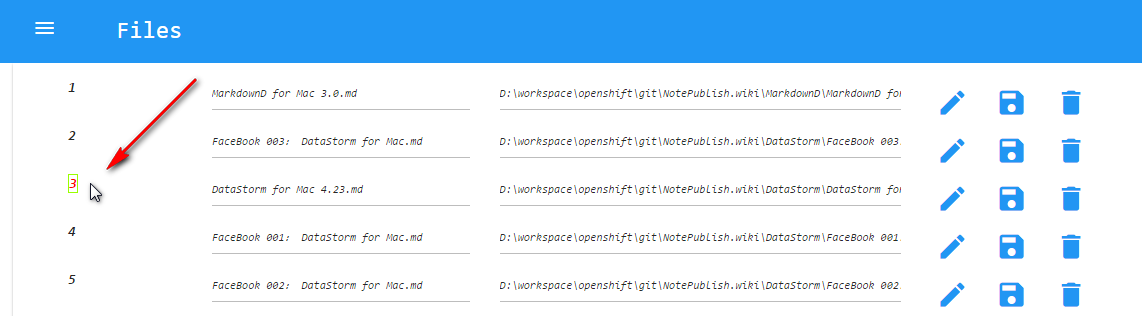 Files
1 MarkdownD for Mac 3.0.md D:\workspace\openshift\git\NotePublish.wiki\MarkdownD\MarkdownD for
2 FaceBook 003: DataStorm for Mac.md D:\workspace\openshift\git\NotePublish.wiki\DataStorm\FaceBook 003
3 DataStorm for Mac 4.23.md D:\workspace\openshift\git\NotePublish.wiki\DataStorm\DataStorm for
4 FaceBook 001: DataStorm for Mac.md D:\workspace\openshift\git\NotePublish.wiki\DataStorm\FaceBook 001
5 FaceBook 002: DataStorm for Mac.md D:\workspace\openshift\git\NotePublish.wiki\DataStorm\FaceBook 002